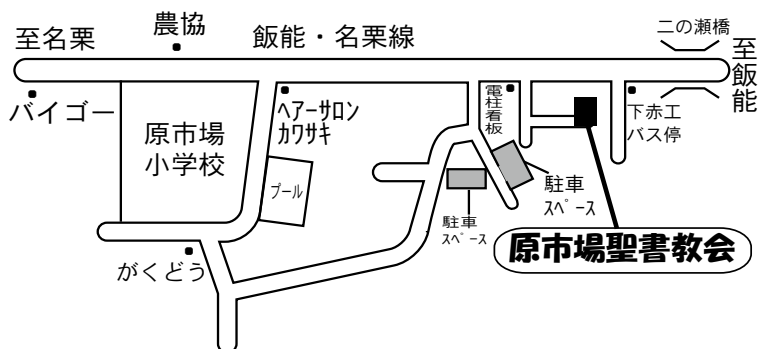 至名栗
農協
飯能・名栗線
二の瀬橋
至飯能
バイゴー
原市場
小学校
ヘアーサロン
カワサキ
電柱看板
下赤工
バス停
プール
駐車
スペース
駐車
スペース
がくどう
原市場聖書教会